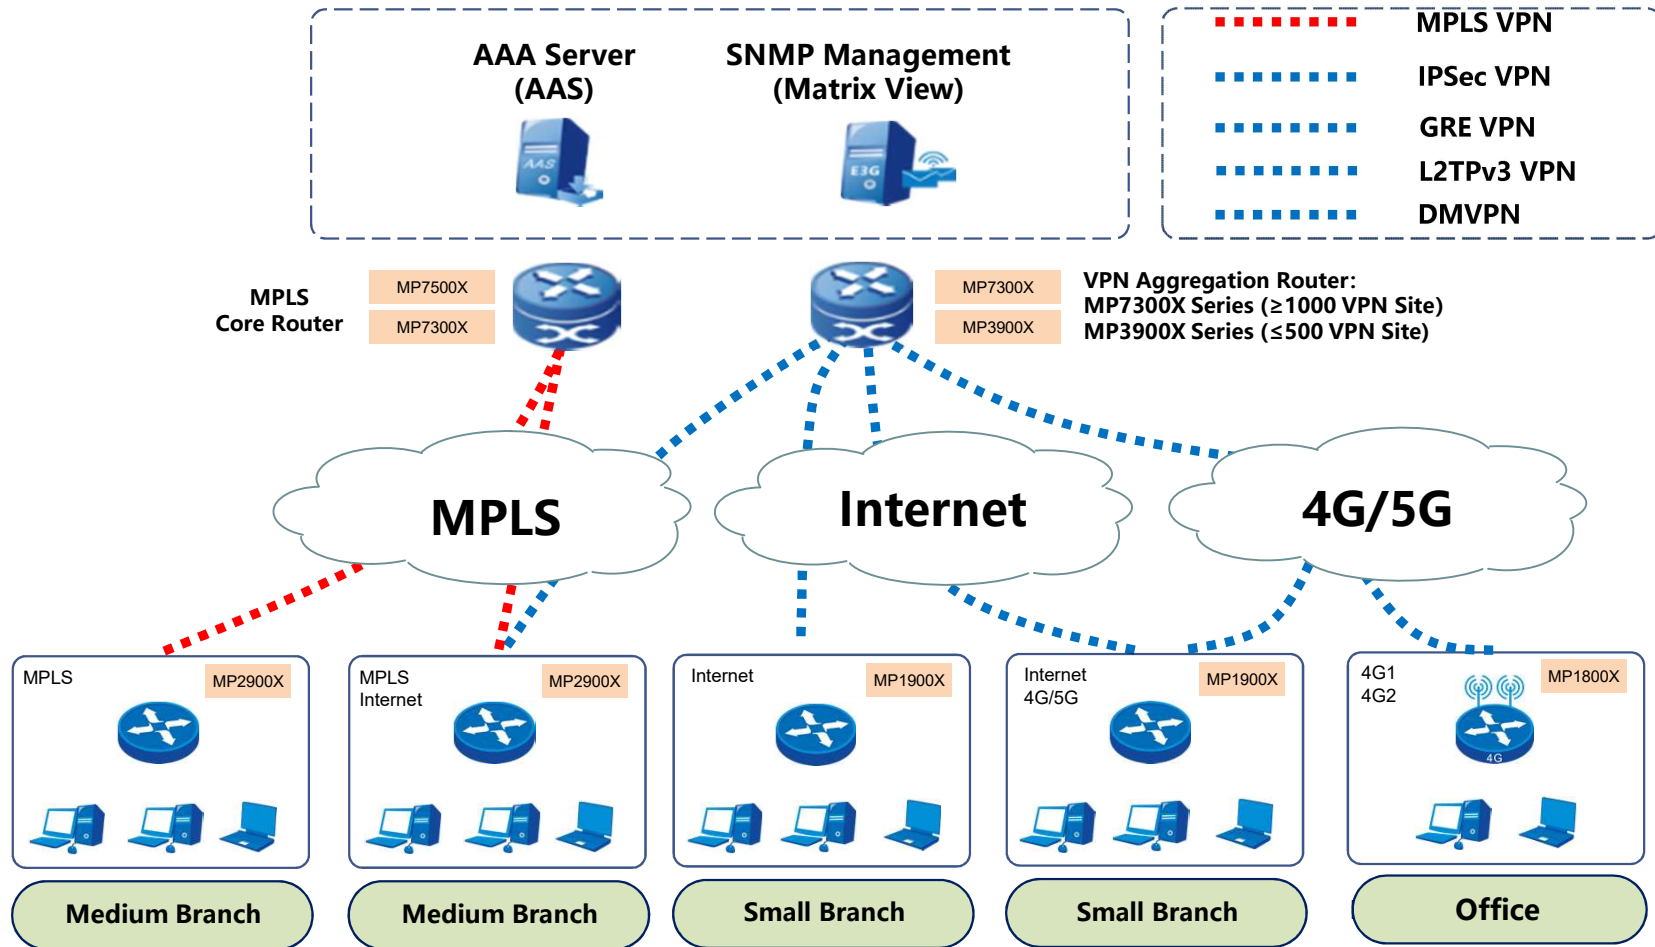 AAA Server
(AAS)
SNMP Management
(Matrix View)
AAS
E3G
MPLS VPN
IPSec VPN
GRE VPN
L2TPv3 VPN
DMVPN
MPLS
Core Router
MP7500X
MP7300X
MP7300X
MP3900X
VPN Aggregation Router:
MP7300X Series (≥1000 VPN Site)
MP3900X Series (≤500 VPN Site)
MPLS
Internet
4G/5G
MPLS
MP2900X
MPLS
Internet
MP2900X
Internet
MP1900X
Internet
4G/5G
MP1900X
4G1
4G2
MP1800X
4G
Medium Branch
Medium Branch
Small Branch
Small Branch
Office